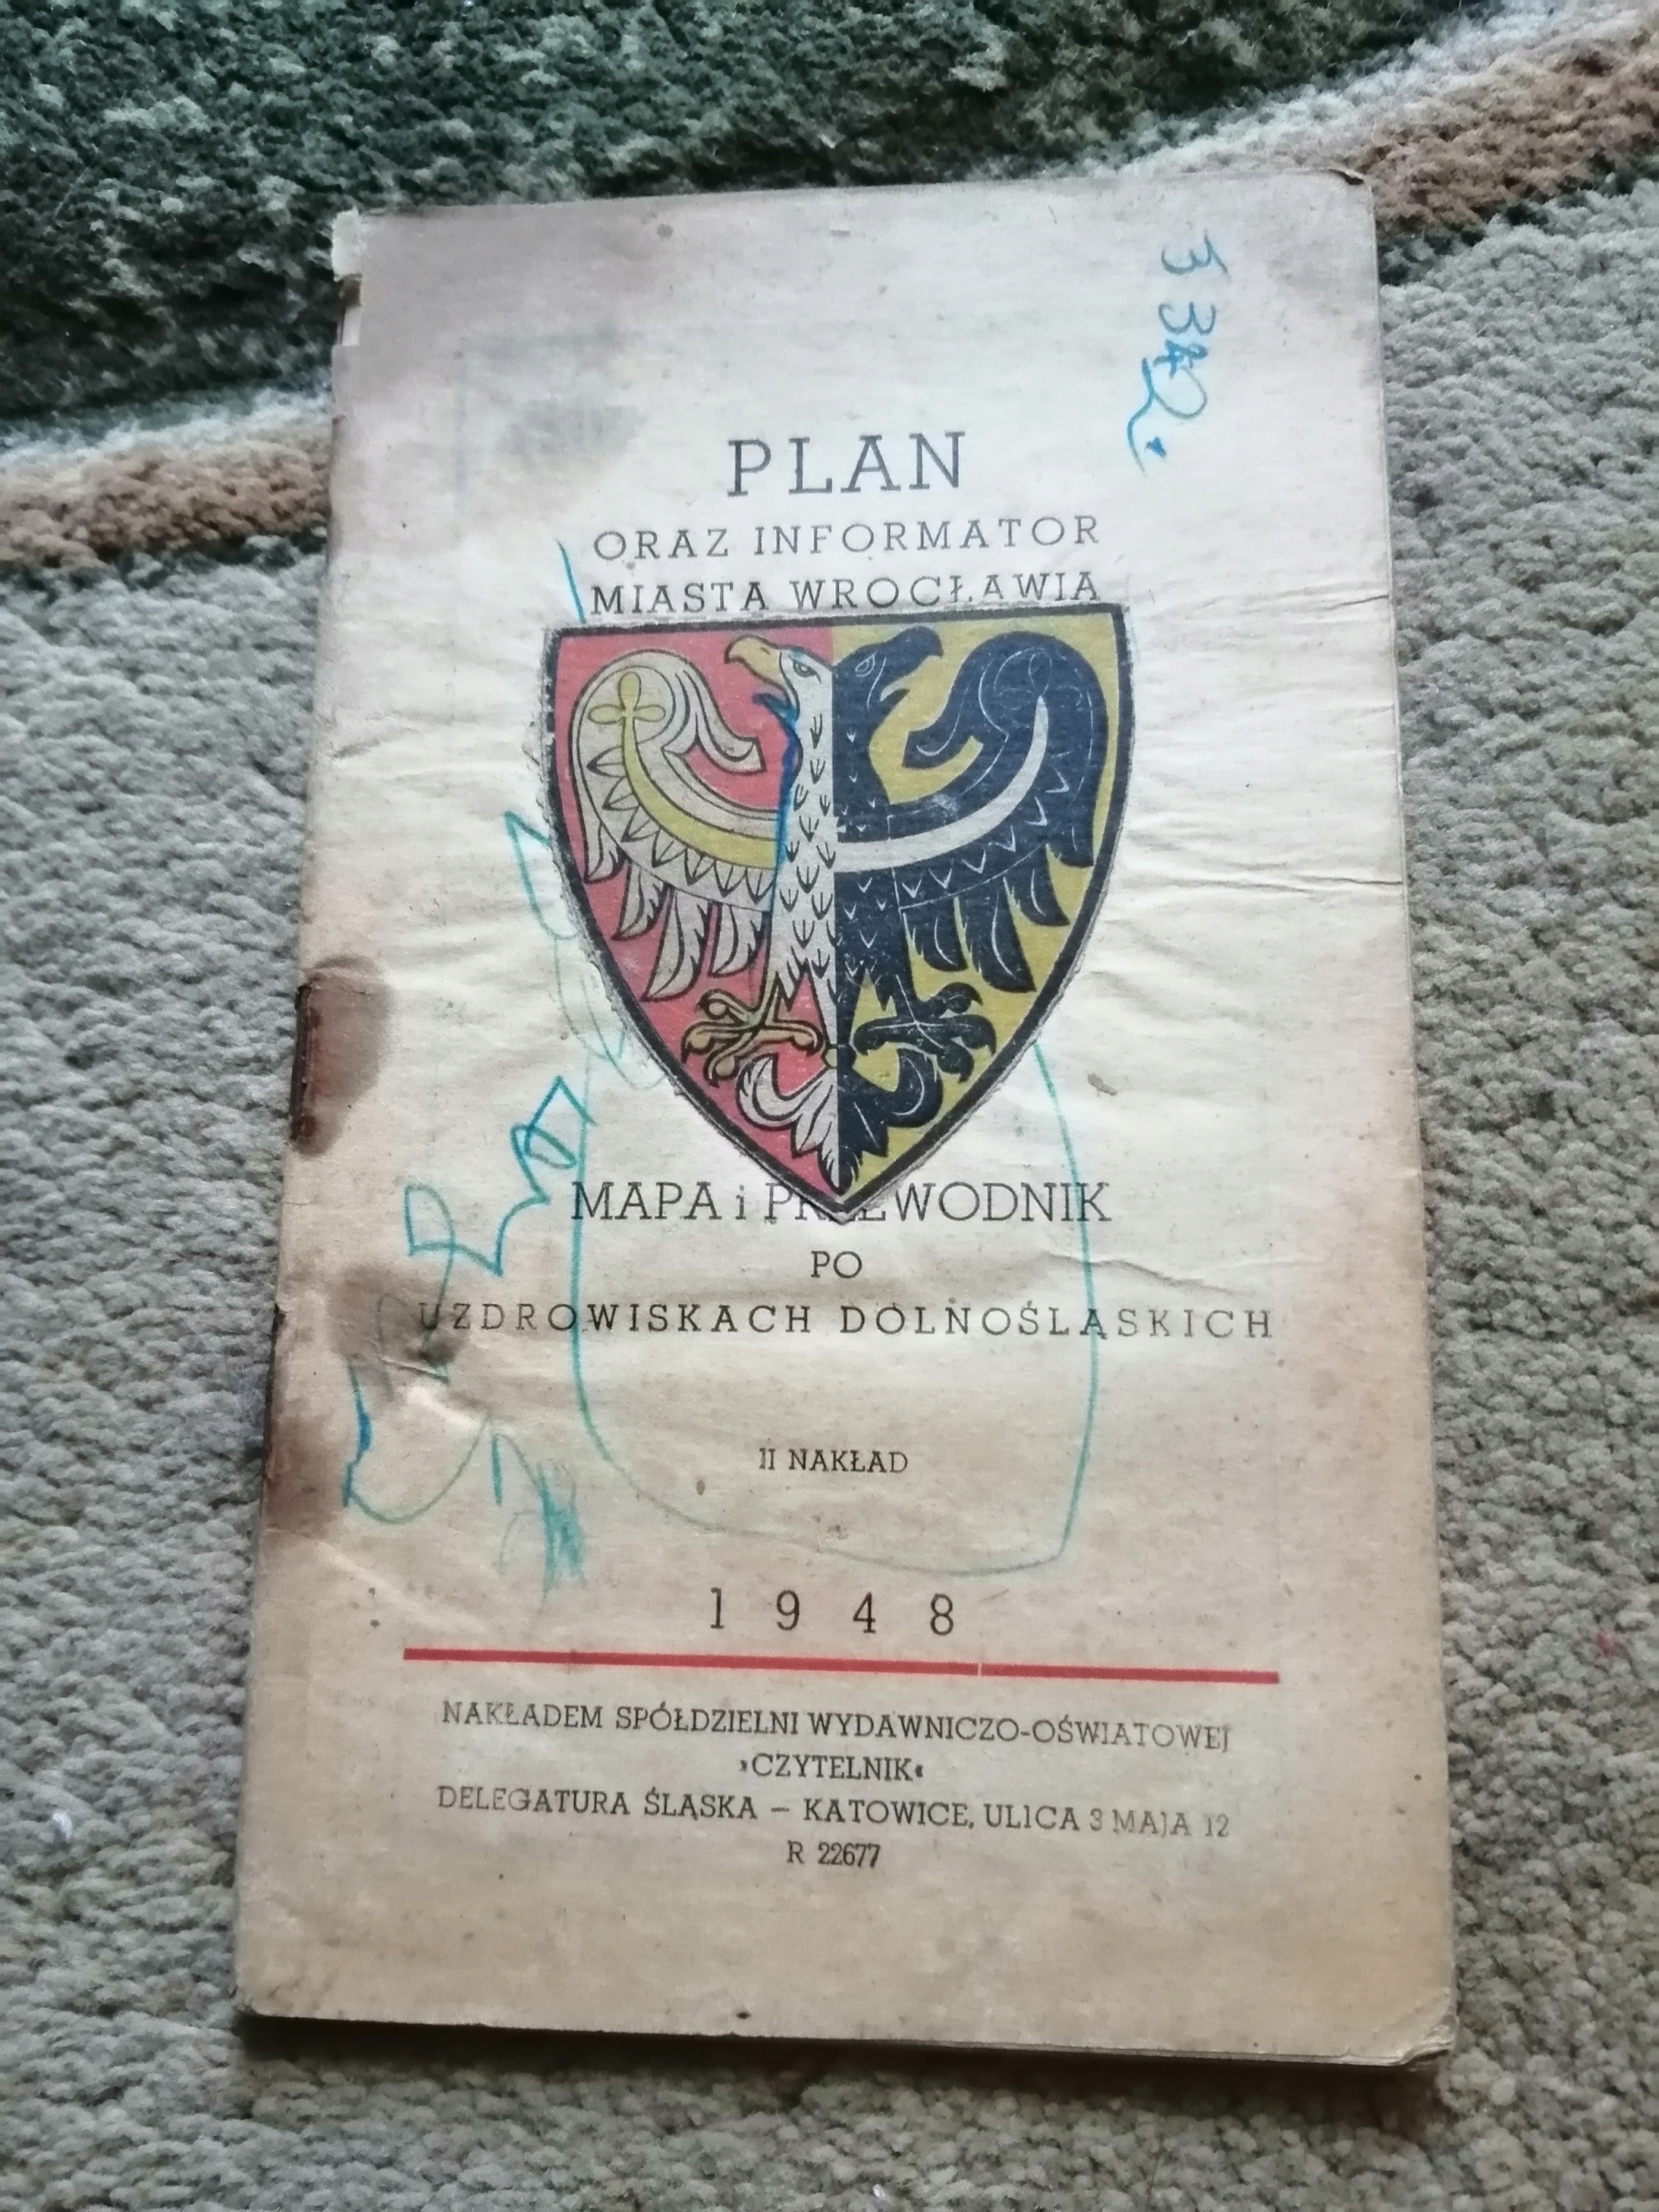 PLAN
ORAZ INFORMATOR
MIASTA WROCŁAWIA
MAPA i PRZEWODNIK
PO
UZDROWISKACH DOLNOŚLĄSKICH
II NAKŁAD
1948
NAKŁADEM SPÓŁDZIELNI WYDAWNICZO-OŚWIATOWEJ
»CZYTELNIK«
DELEGATURA ŚLĄSKA – KATOWICE, ULICA 3 MAJA 12
R 22677